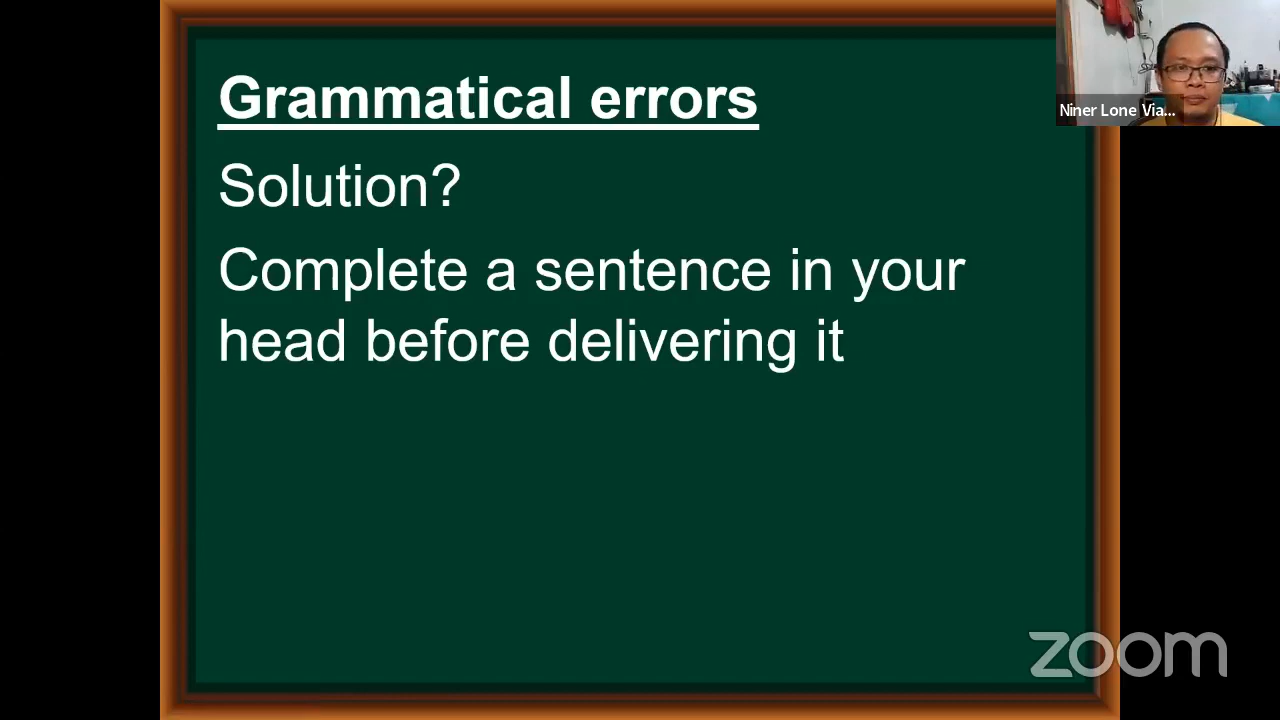 Grammatical errors
Solution?
Complete a sentence in your
head before delivering it
Niner Lone Via...
zoom